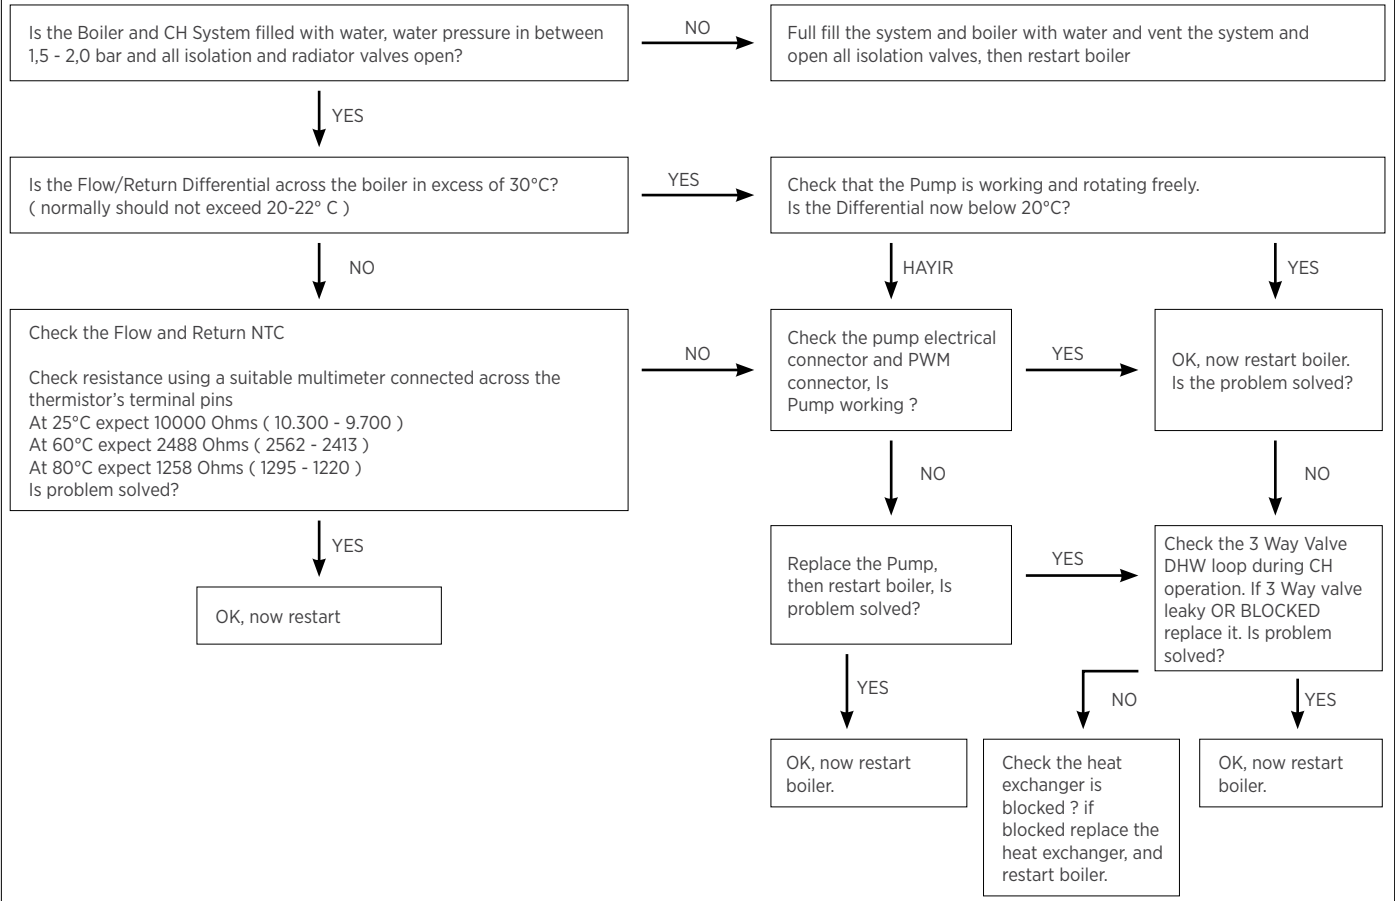 Is the Boiler and CH System filled with water, water pressure in between
1,5 - 2,0 bar and all isolation and radiator valves open?
NO
Full fill the system and boiler with water and vent the system and
open all isolation valves, then restart boiler
YES
Is the Flow/Return Differential across the boiler in excess of 30°C?
( normally should not exceed 20-22° C )
YES
Check that the Pump is working and rotating freely.
Is the Differential now below 20°C?
NO
HAYIR
YES
Check the Flow and Return NTC
Check resistance using a suitable multimeter connected across the
thermistor's terminal pins
At 25°C expect 10000 Ohms ( 10.300 - 9.700 )
At 60°C expect 2488 Ohms ( 2562 - 2413 )
At 80°C expect 1258 Ohms ( 1295 - 1220 )
Is problem solved?
NO
Check the pump electrical
connector and PWM
connector, Is
Pump working ?
YES
OK, now restart boiler.
Is the problem solved?
NO
NO
YES
OK, now restart
Replace the Pump,
then restart boiler, Is
problem solved?
YES
Check the 3 Way Valve
DHW loop during CH
operation. If 3 Way valve
leaky OR BLOCKED
replace it. Is problem
solved?
YES
NO
YES
OK, now restart
boiler.
Check the heat
exchanger is
blocked ? if
blocked replace the
heat exchanger, and
restart boiler.
OK, now restart
boiler.